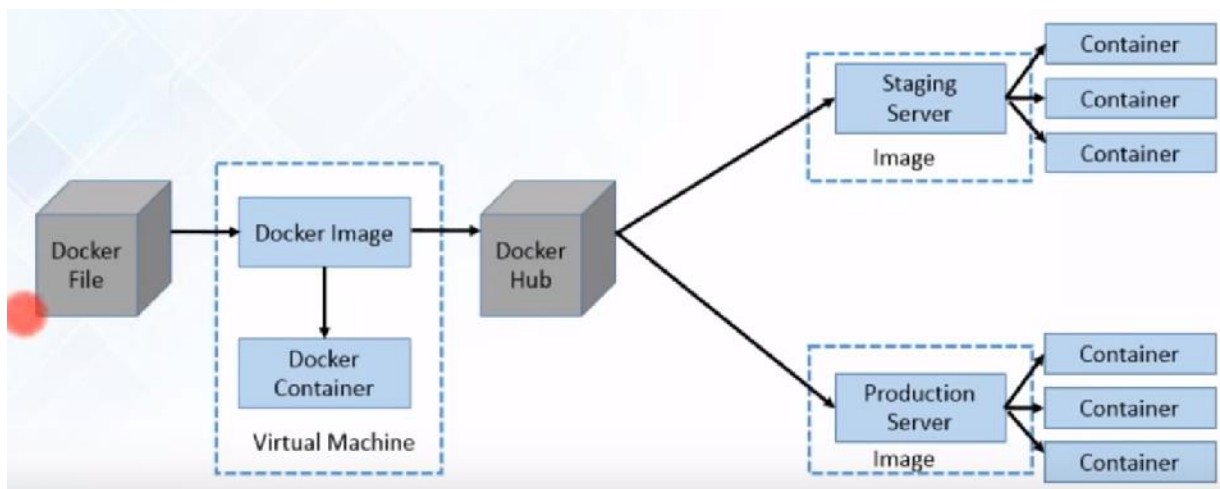 Docker
File
Docker Image
Docker
Container
Virtual Machine
Docker
Hub
Staging
Server
Image
Container
Container
Container
Production
Server
Image
Container
Container
Container